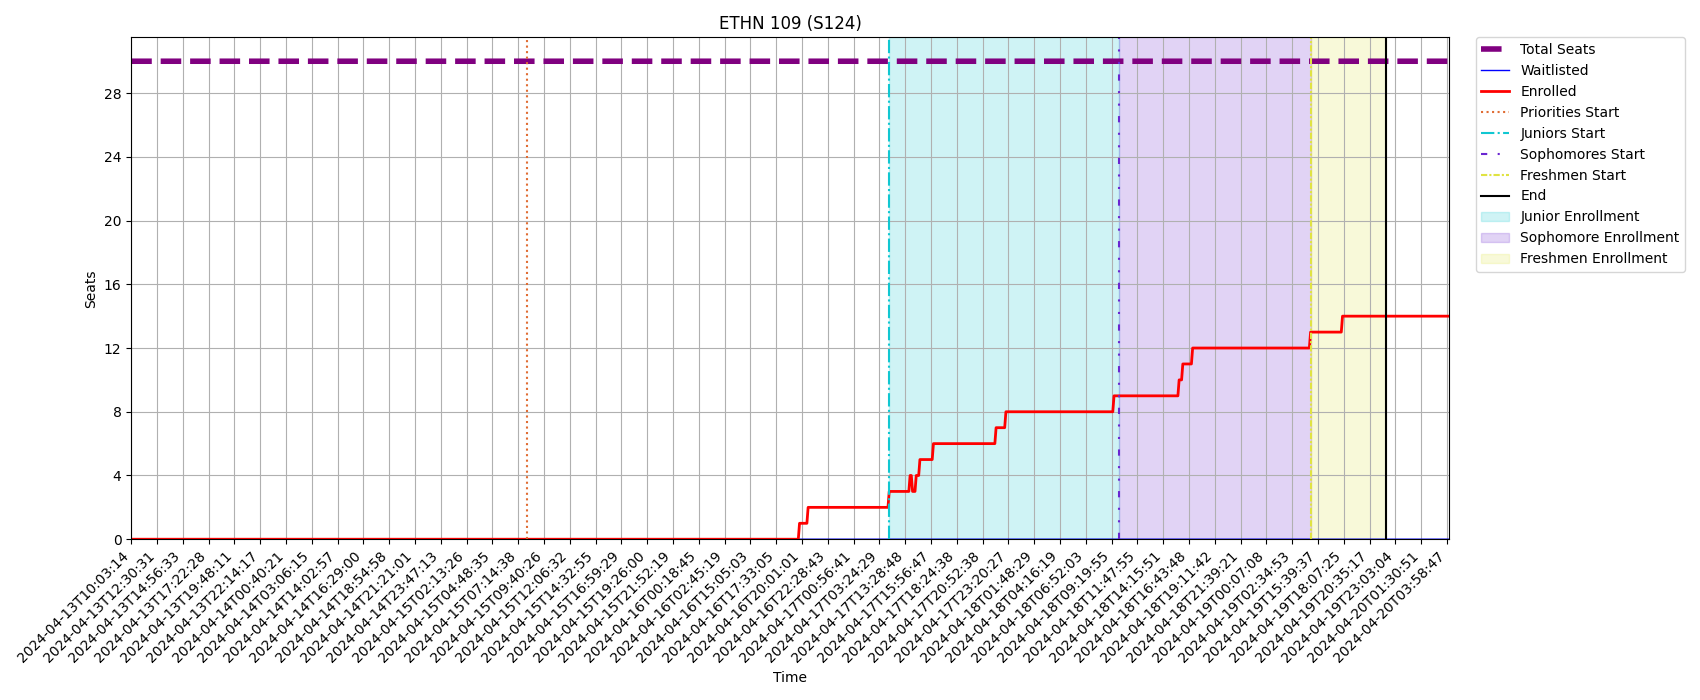 ETHN 109 (S124)
Total Seats
Waitlisted
Enrolled
Priorities Start
Juniors Start
Sophomores Start
Freshmen Start
End
Junior Enrollment
Sophomore Enrollment
Freshmen Enrollment
Seats
28
24
20
16
12
8
4
0
2024-04-13T10:03:14
2024-04-13T12:30:31
2024-04-13T14:56:33
2024-04-13T17:22:28
2024-04-13T19:48:11
2024-04-13T22:14:17
2024-04-14T00:40:21
2024-04-14T03:06:15
2024-04-14T14:02:57
2024-04-14T16:29:00
2024-04-14T18:54:58
2024-04-14T21:21:01
2024-04-14T23:47:13
2024-04-15T02:13:26
2024-04-15T04:48:35
2024-04-15T07:14:38
2024-04-15T09:40:26
2024-04-15T12:06:32
2024-04-15T14:32:55
2024-04-15T16:59:29
2024-04-15T19:26:00
2024-04-15T21:52:19
2024-04-16T00:18:45
2024-04-16T02:45:19
2024-04-16T15:05:03
2024-04-16T17:33:05
2024-04-16T20:01:01
2024-04-16T22:28:43
2024-04-17T00:56:41
2024-04-17T03:24:29
2024-04-17T13:28:48
2024-04-17T15:56:47
2024-04-17T18:24:38
2024-04-17T20:52:38
2024-04-17T23:20:27
2024-04-18T01:48:29
2024-04-18T04:16:19
2024-04-18T06:52:03
2024-04-18T09:19:55
2024-04-18T11:47:55
2024-04-18T14:15:51
2024-04-18T16:43:48
2024-04-18T19:11:42
2024-04-18T21:39:21
2024-04-19T00:07:08
2024-04-19T02:34:53
2024-04-19T15:39:37
2024-04-19T18:07:25
2024-04-19T20:35:17
2024-04-19T23:03:04
2024-04-20T01:30:51
2024-04-20T03:58:47
Time